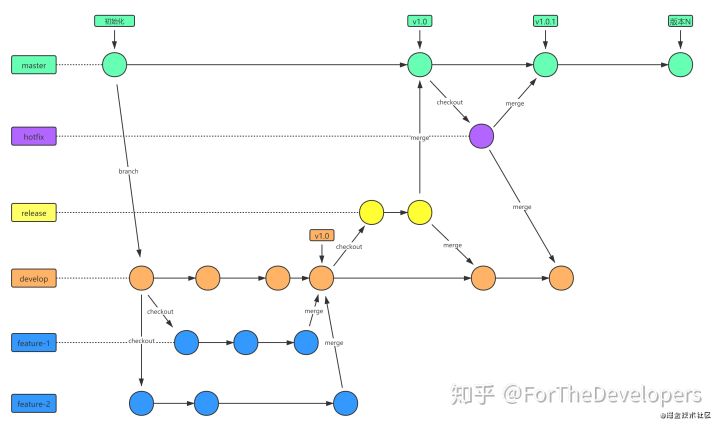 初始化
v1.0
v1.0.1
版本N
master
checkout
merge
hotfix
merge
branch
merge
release
v1.0
checkout
merge
develop
checkout
merge
feature-1
checkout
merge
feature-2
知乎 @ForTheDevelopers
@稀土掘金技术社区